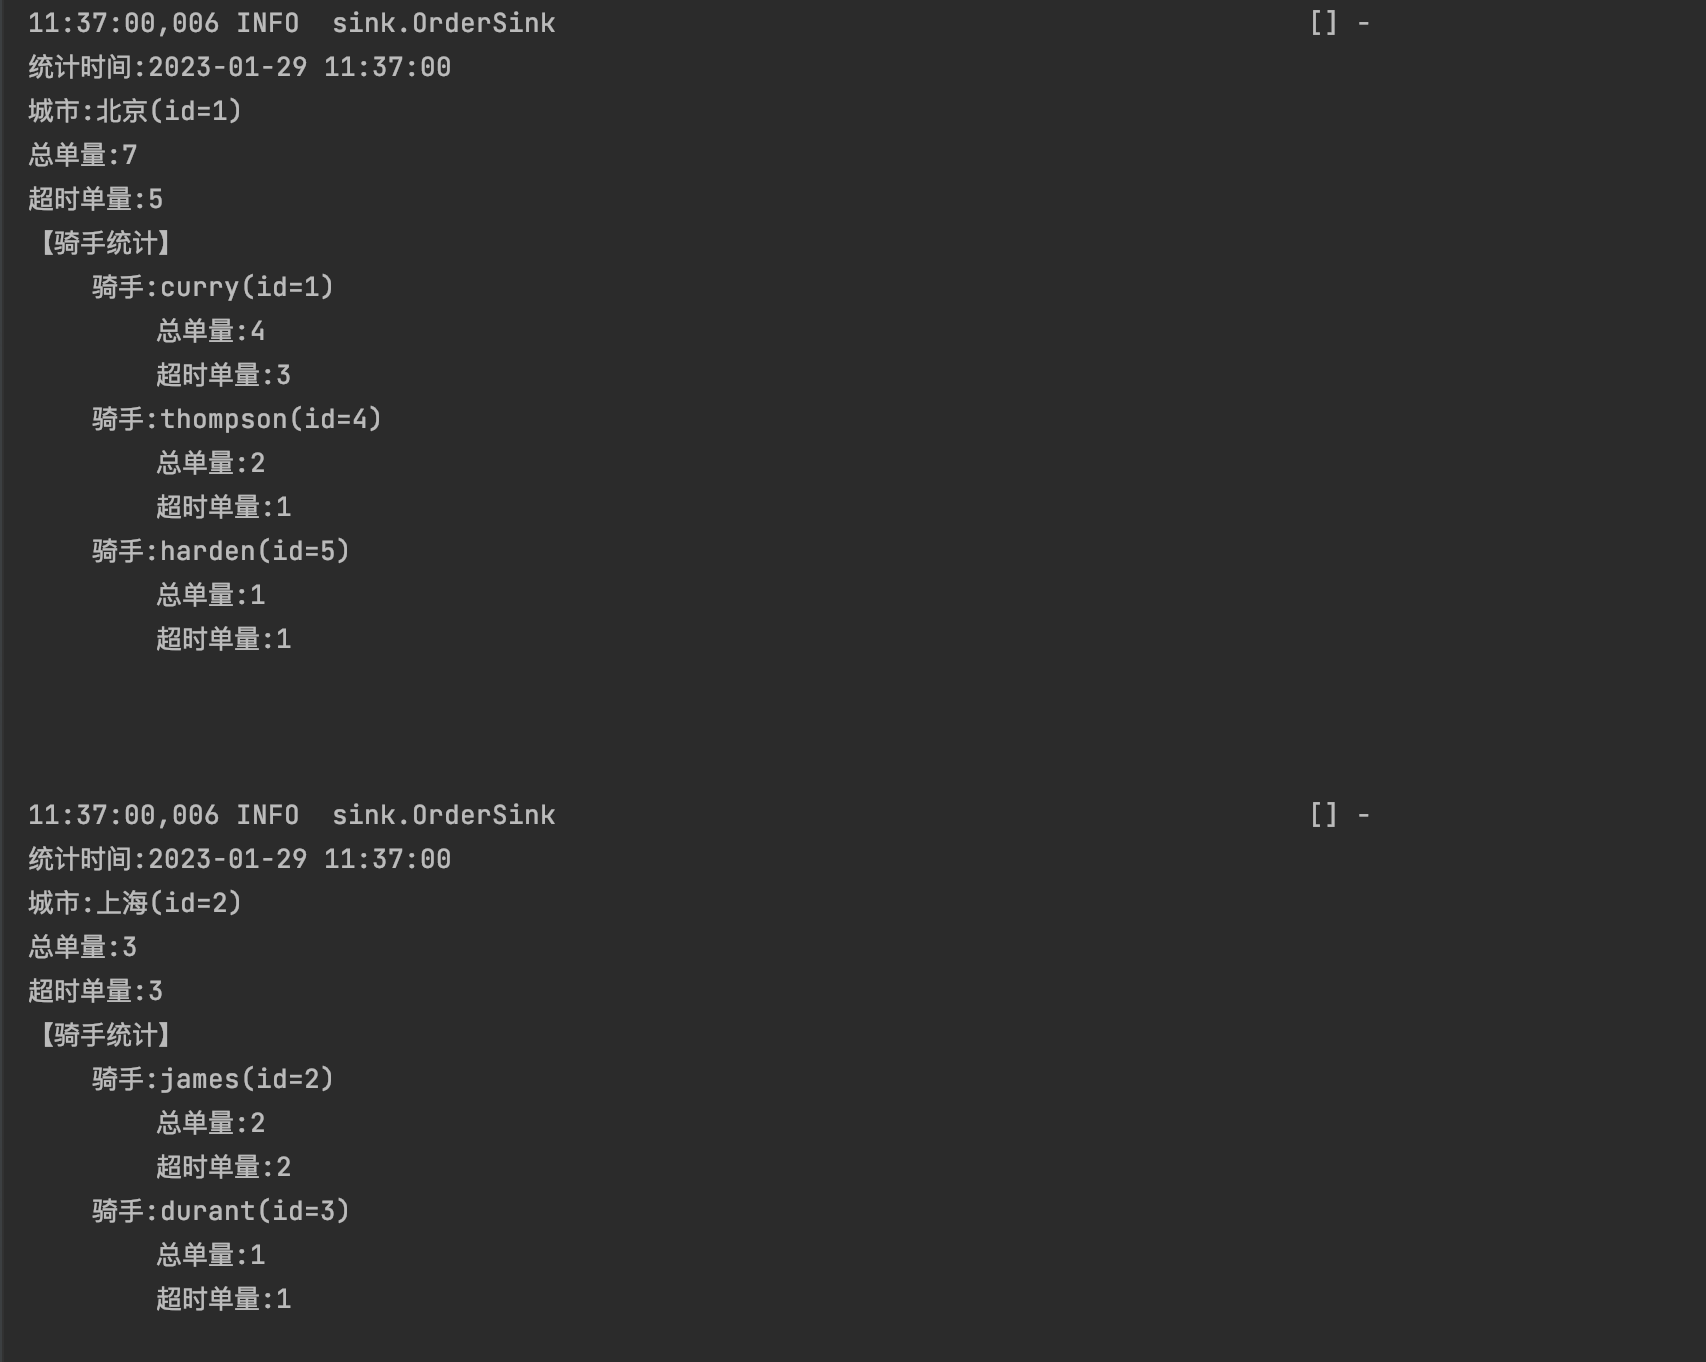 11:37:00,006 INFO  sink.OrderSink [] -
统计时间:2023-01-29 11:37:00
城市:北京(id=1)
总单量:7
超时单量:5
【骑手统计】
骑手:curry(id=1)
总单量:4
超时单量:3
骑手:thompson(id=4)
总单量:2
超时单量:1
骑手:harden(id=5)
总单量:1
超时单量:1
11:37:00,006 INFO  sink.OrderSink [] -
统计时间:2023-01-29 11:37:00
城市:上海(id=2)
总单量:3
超时单量:3
【骑手统计】
骑手:james(id=2)
总单量:2
超时单量:2
骑手:durant(id=3)
总单量:1
超时单量:1